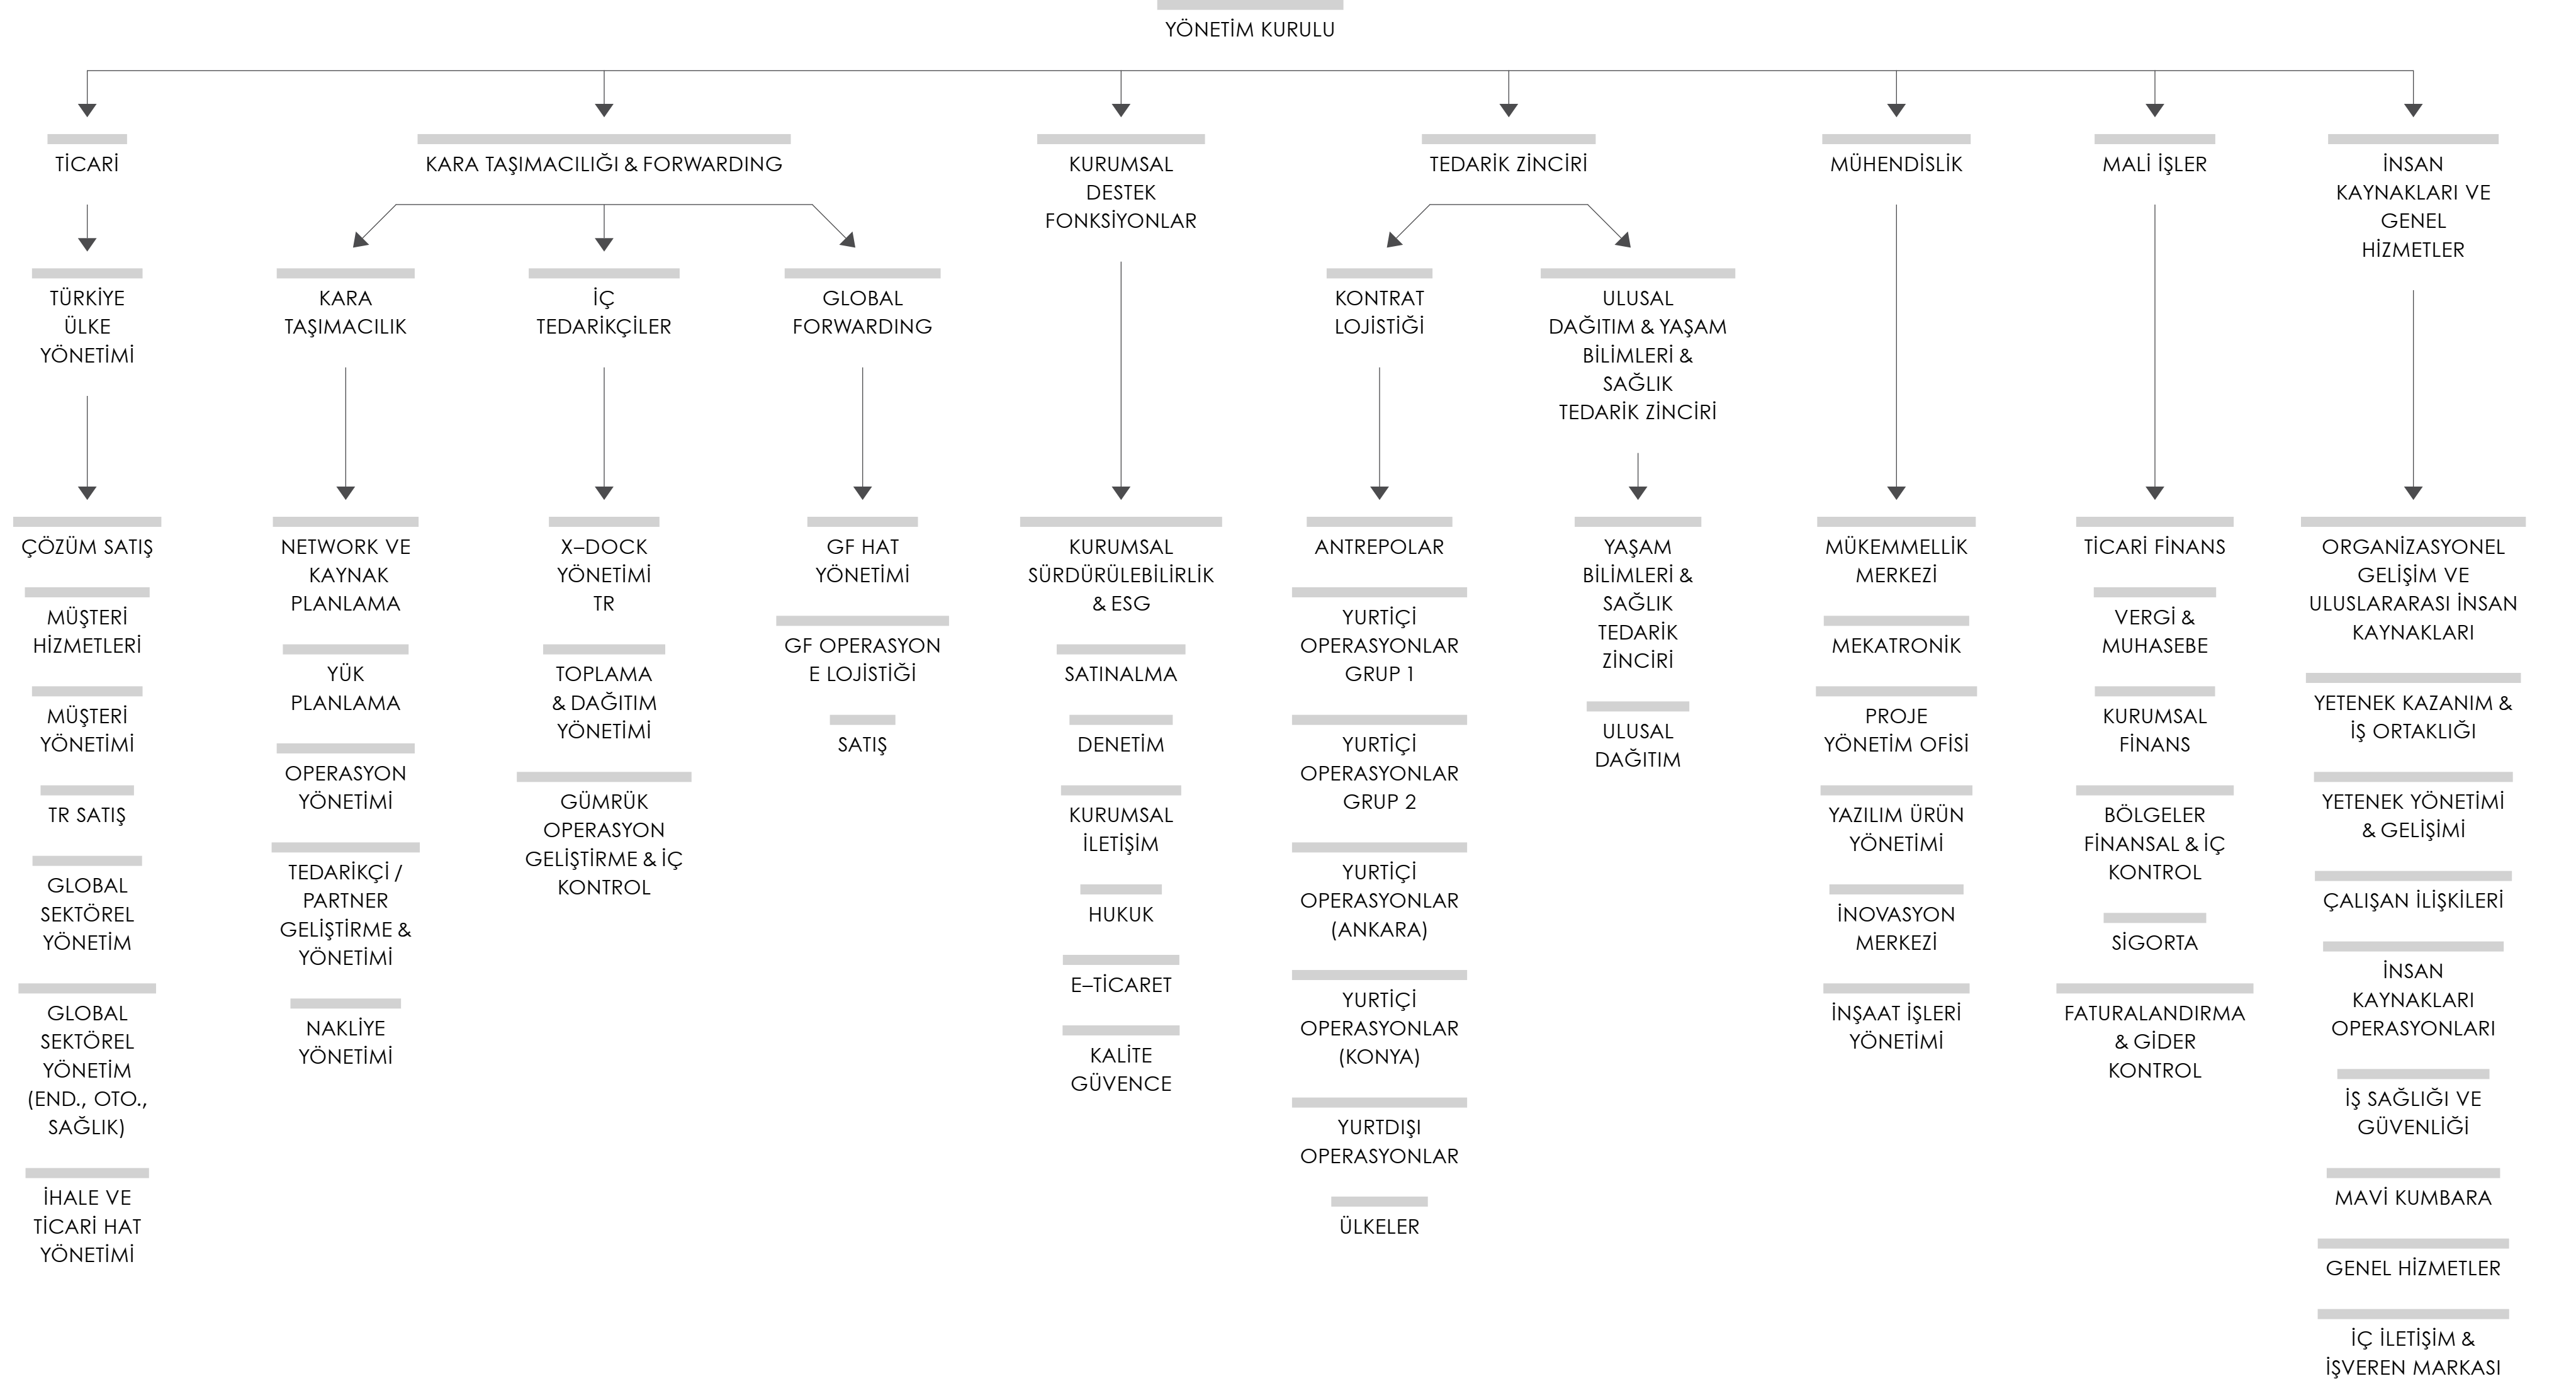 YÖNETİM KURULU
TİCARİ
KARA TAŞIMACILIĞI & FORWARDING
KURUMSAL
DESTEK
FONKSİYONLAR
TEDARİK ZİNCİRİ
MÜHENDİSLİK
MALİ İŞLER
İNSAN
KAYNAKLARI VE
GENEL
HİZMETLER
TÜRKİYE
ÜLKE
YÖNETİMİ
KARA
TAŞIMACILIK
İÇ
TEDARİKÇİLER
GLOBAL
FORWARDING
KONTRAT
LOJİSTİĞİ
ULUSAL
DAĞITIM & YAŞAM
BİLİMLERİ &
SAĞLIK
TEDARİK ZİNCİRİ
ÇÖZÜM SATIŞ
MÜŞTERİ
HİZMETLERİ
MÜŞTERİ
YÖNETİMİ
TR SATIŞ
GLOBAL
SEKTÖREL
YÖNETİM
GLOBAL
SEKTÖREL
YÖNETİM
(END., OTO.,
SAĞLIK)
İHALE VE
TİCARİ HAT
YÖNETİMİ
NETWORK VE
KAYNAK
PLANLAMA
YÜK
PLANLAMA
OPERASYON
YÖNETİMİ
TEDARİKÇİ /
PARTNER
GELİŞTİRME &
YÖNETİMİ
NAKLİYE
YÖNETİMİ
X–DOCK
YÖNETİMİ
TR
TOPLAMA
& DAĞITIM
YÖNETİMİ
GÜMRÜK
OPERASYON
GELİŞTİRME & İÇ
KONTROL
GF HAT
YÖNETİMİ
GF OPERASYON
E LOJİSTİĞİ
SATIŞ
KURUMSAL
SÜRDÜRÜLEBİLİRLİK
& ESG
SATINALMA
DENETİM
KURUMSAL
İLETİŞİM
HUKUK
E–TİCARET
KALİTE
GÜVENCE
ANTREPOLAR
YURTİÇİ
OPERASYONLAR
GRUP 1
YURTİÇİ
OPERASYONLAR
GRUP 2
YURTİÇİ
OPERASYONLAR
(ANKARA)
YURTİÇİ
OPERASYONLAR
(KONYA)
YURTDIŞI
OPERASYONLAR
ÜLKELER
YAŞAM
BİLİMLERİ &
SAĞLIK
TEDARİK
ZİNCİRİ
ULUSAL
DAĞITIM
MÜKEMMELLİK
MERKEZİ
MEKATRONİK
PROJE
YÖNETİM OFİSİ
YAZILIM ÜRÜN
YÖNETİMİ
İNOVASYON
MERKEZİ
İNŞAAT İŞLERİ
YÖNETİMİ
TİCARİ FİNANS
VERGİ &
MUHASEBE
KURUMSAL
FİNANS
BÖLGELER
FİNANSAL & İÇ
KONTROL
SİGORTA
FATURALANDIRMA
& GİDER
KONTROL
ORGANİZASYONEL
GELİŞİM VE
ULUSLARARASI İNSAN
KAYNAKLARI
YETENEK KAZANIM &
İŞ ORTAKLIĞI
YETENEK YÖNETİMİ
& GELİŞİMİ
ÇALIŞAN İLİŞKİLERİ
İNSAN
KAYNAKLARI
OPERASYONLARI
İŞ SAĞLIĞI VE
GÜVENLİĞİ
MAVİ KUMBARA
GENEL HİZMETLER
İÇ İLETİŞİM &
İŞVEREN MARKASI